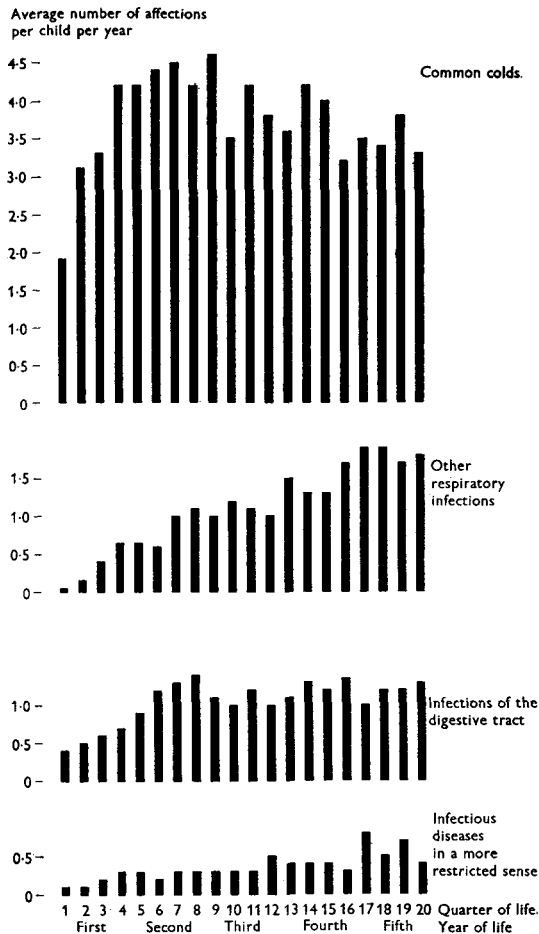 Average number of affections
per child per year
4·5
Common colds.
4·0
3·5
3·0
2·5
2·0
1·5
1·0
0·5
0
Other
respiratory
infections
1·5
1·0
0·5
0
Infections of the
digestive tract
1·0
0·5
0
Infectious
diseases
in a more
restricted sense
0·5
0
1 2 3 4 5 6 7 8 9 10 11 12 13 14 15 16 17 18 19 20 Quarter of life.
First Second Third Fourth Fifth Year of life